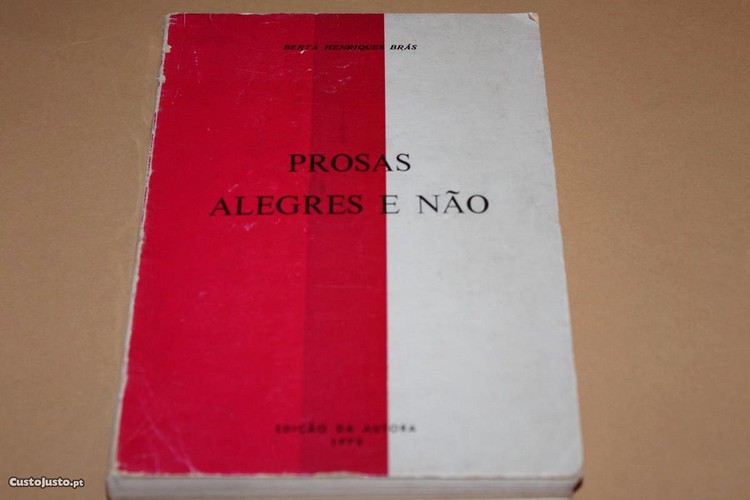 BERTA HENRIQUES BRÁS
PROSAS
ALEGRES E NÃO
EDIÇÃO DA AUTORA
CustoJusto.pt